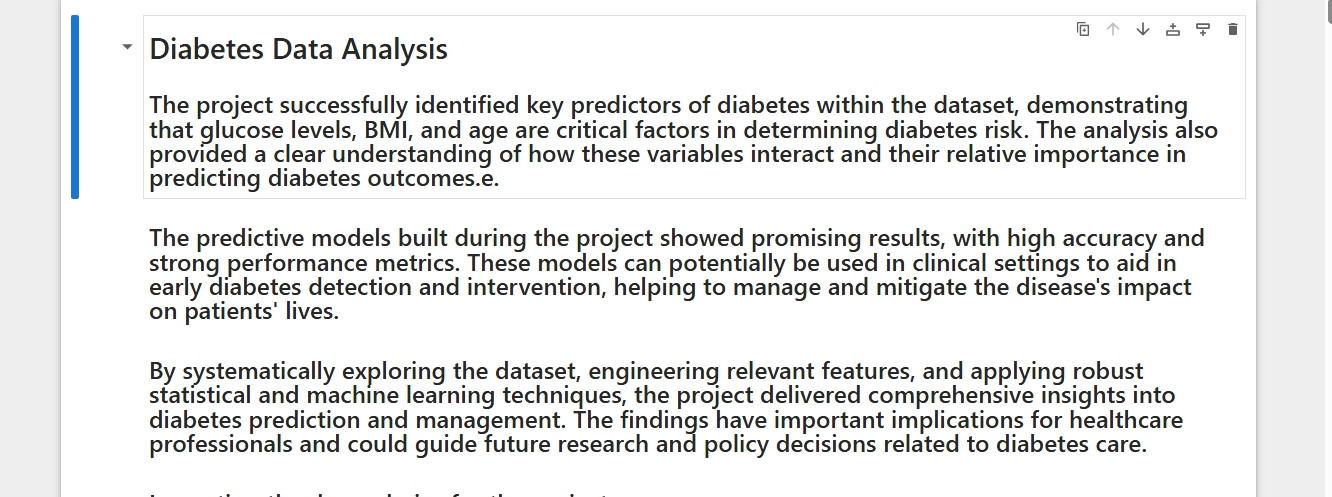 Diabetes Data Analysis
The project successfully identified key predictors of diabetes within the dataset, demonstrating
that glucose levels, BMI, and age are critical factors in determining diabetes risk. The analysis also
provided a clear understanding of how these variables interact and their relative importance in
predicting diabetes outcomes.e.
The predictive models built during the project showed promising results, with high accuracy and
strong performance metrics. These models can potentially be used in clinical settings to aid in
early diabetes detection and intervention, helping to manage and mitigate the disease's impact
on patients' lives.
By systematically exploring the dataset, engineering relevant features, and applying robust
statistical and machine learning techniques, the project delivered comprehensive insights into
diabetes prediction and management. The findings have important implications for healthcare
professionals and could guide future research and policy decisions related to diabetes care.